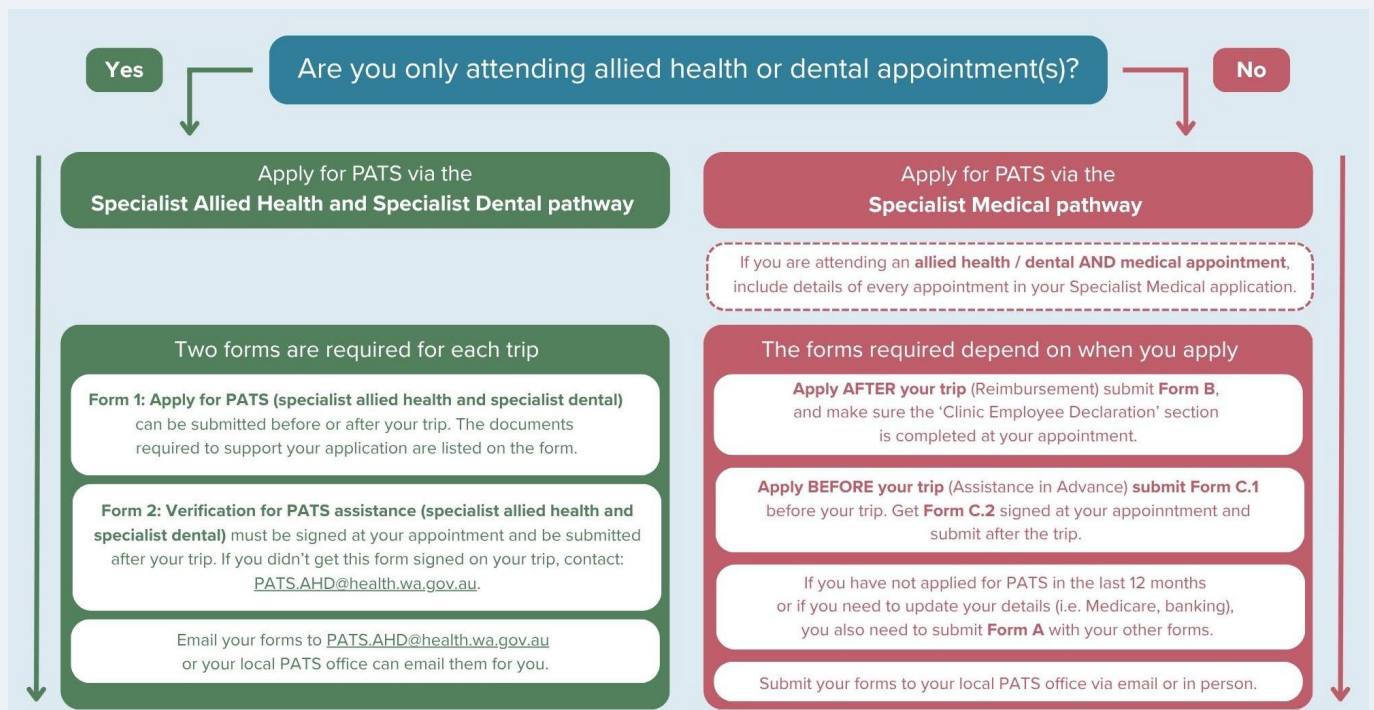 Are you only attending allied health or dental appointment(s)?
Yes
No
Apply for PATS via the
Specialist Allied Health and Specialist Dental pathway
Two forms are required for each trip
Form 1: Apply for PATS (specialist allied health and specialist dental)
can be submitted before or after your trip. The documents
required to support your application are listed on the form.
Form 2: Verification for PATS assistance (specialist allied health and
specialist dental) must be signed at your appointment and be submitted
after your trip. If you didn’t get this form signed on your trip, contact:
PATS.AHD@health.wa.gov.au.
Email your forms to PATS.AHD@health.wa.gov.au
or your local PATS office can email them for you.
Apply for PATS via the
Specialist Medical pathway
If you are attending an allied health / dental AND medical appointment,
include details of every appointment in your Specialist Medical application.
The forms required depend on when you apply
Apply AFTER your trip (Reimbursement) submit Form B,
and make sure the ‘Clinic Employee Declaration’ section
is completed at your appointment.
Apply BEFORE your trip (Assistance in Advance) submit Form C.1
before your trip. Get Form C.2 signed at your appoinntment and
submit after the trip.
If you have not applied for PATS in the last 12 months
or if you need to update your details (i.e. Medicare, banking),
you also need to submit Form A with your other forms.
Submit your forms to your local PATS office via email or in person.